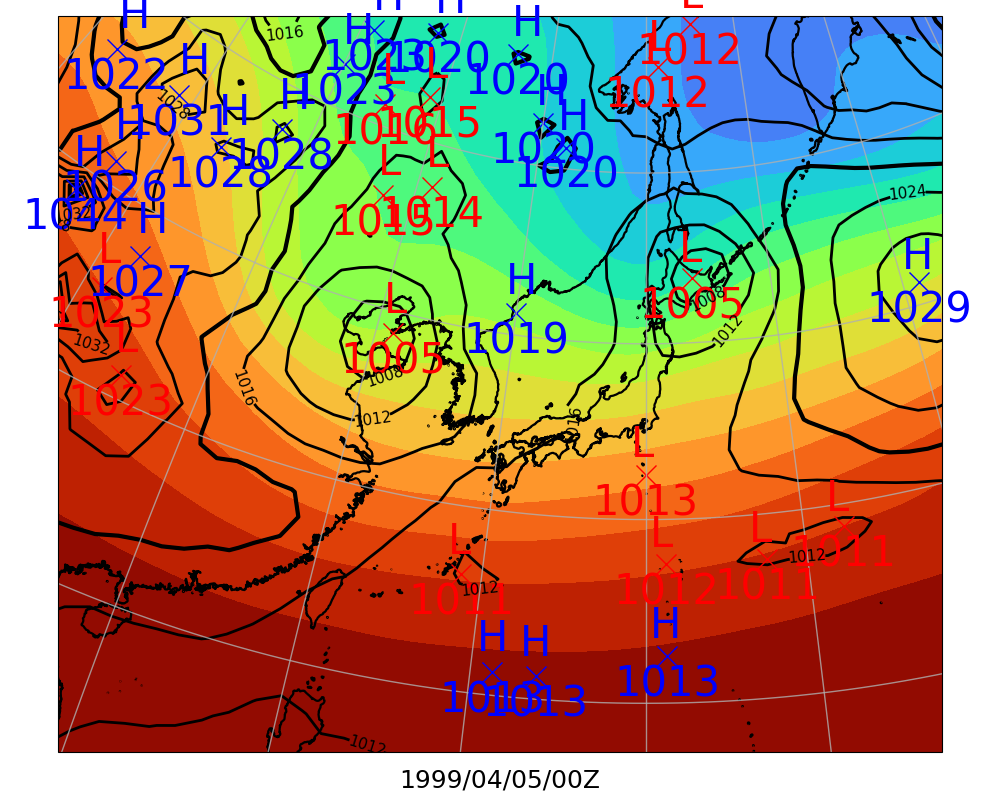 H H H H H L
1016
1022 H 1023 1020 1020 L 1012
H 1023 L L 1012
1028 1031 H H 1016 1015 H H
H 1028 1028 1020 1020
H 1026 L L
1044 H 1015 1014 1024
1032
L 1027 H L H
1023 L 1019 1005 1029
1032 L 1005 1008 1012
1023 1016 1008
1012 1016
L
1013
L L L L
1012 1011
1011 1012 1012 1011
H H H
1013 1013 1013
1012
1999/04/05/00Z